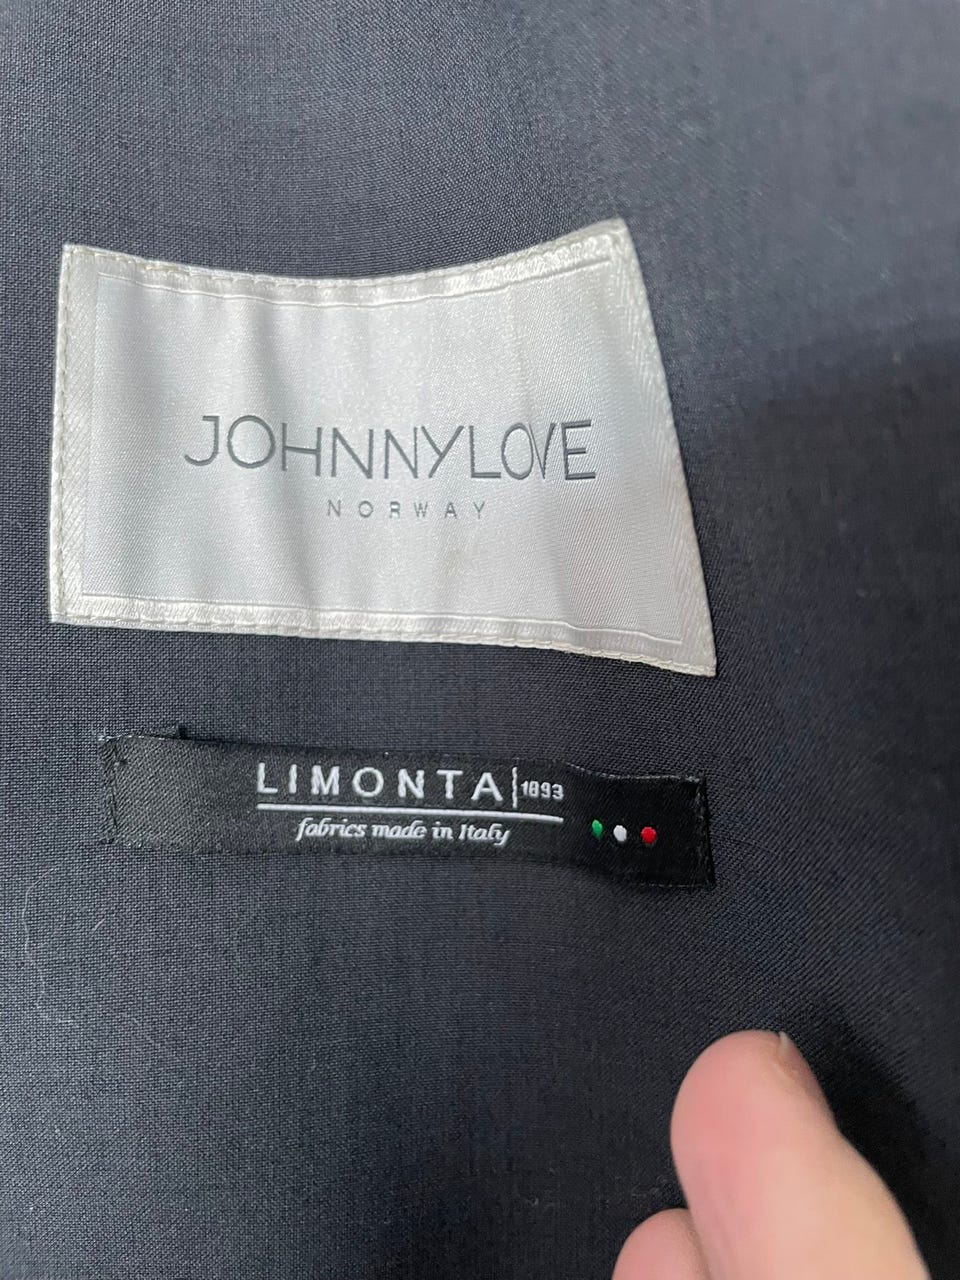 JOHNNYLOVE
NORWAY
LIMONTA|1893
fabrics made in Italy